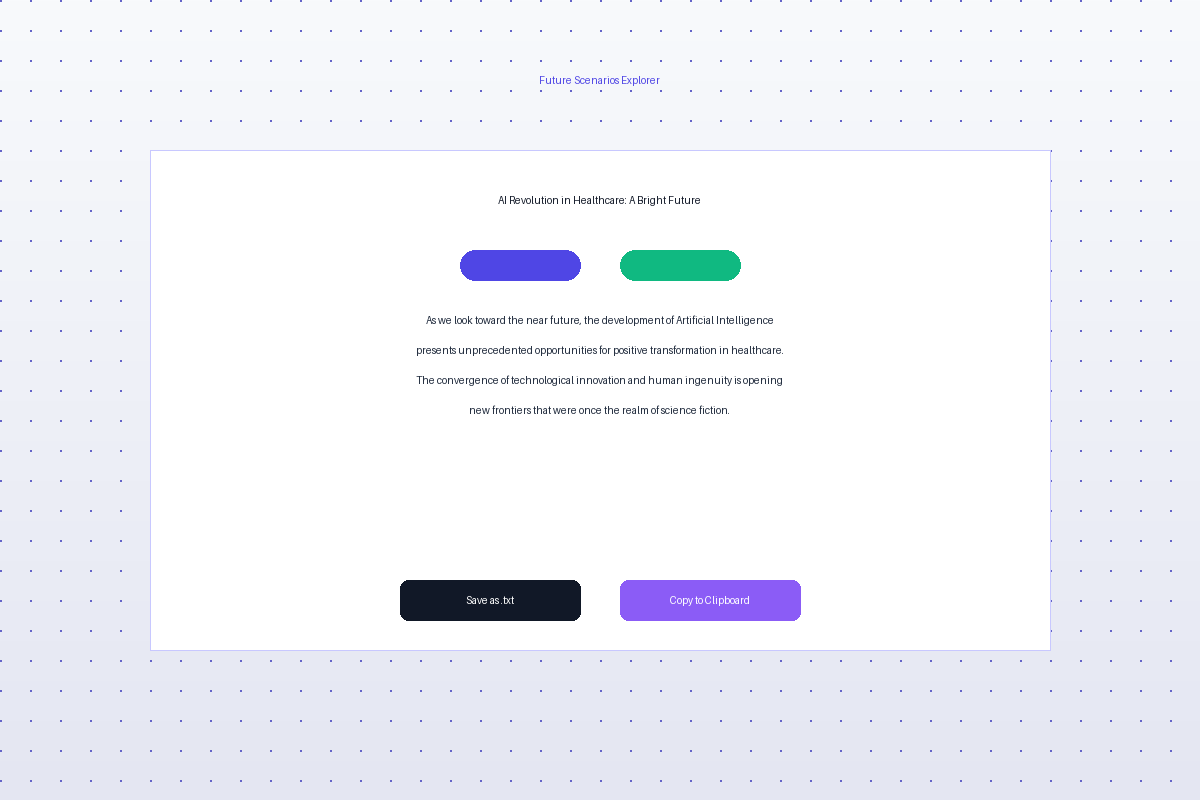 Future Scenarios Explorer
AI Revolution in Healthcare: A Bright Future
As we look toward the near future, the development of Artificial Intelligence
presents unprecedented opportunities for positive transformation in healthcare.
The convergence of technological innovation and human ingenuity is opening
new frontiers that were once the realm of science fiction.
Save as .txt
Copy to Clipboard